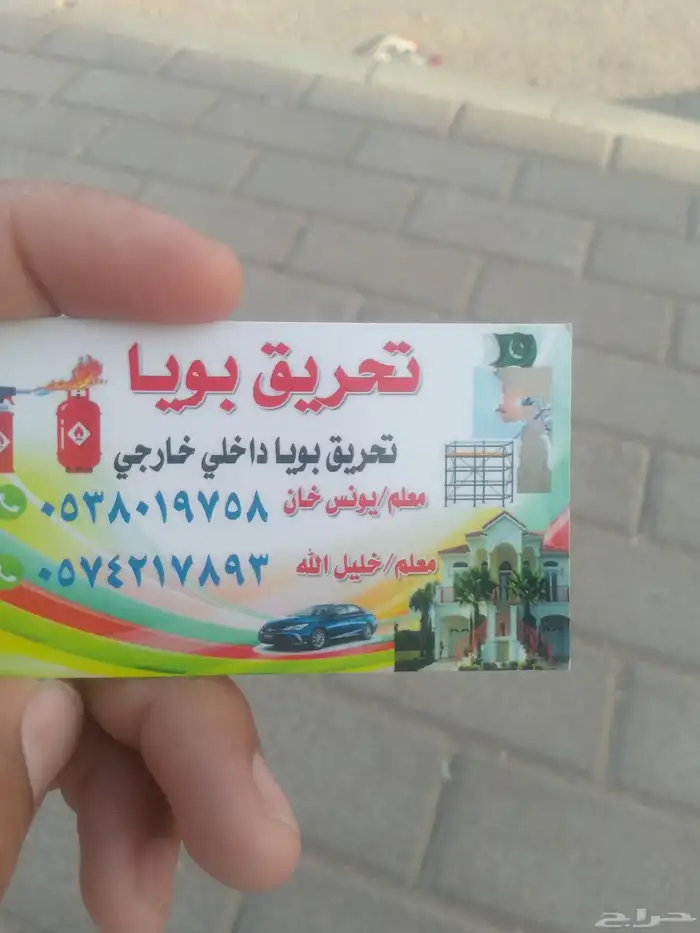 تحريق بويا
تحريق بويا داخلي خارجي
معلم/يونس خان ٠٥٣٨٠١٩٧٥٨
معلم/خليل الله ٠٥٧٤٢١٧٨٩٣
حراج